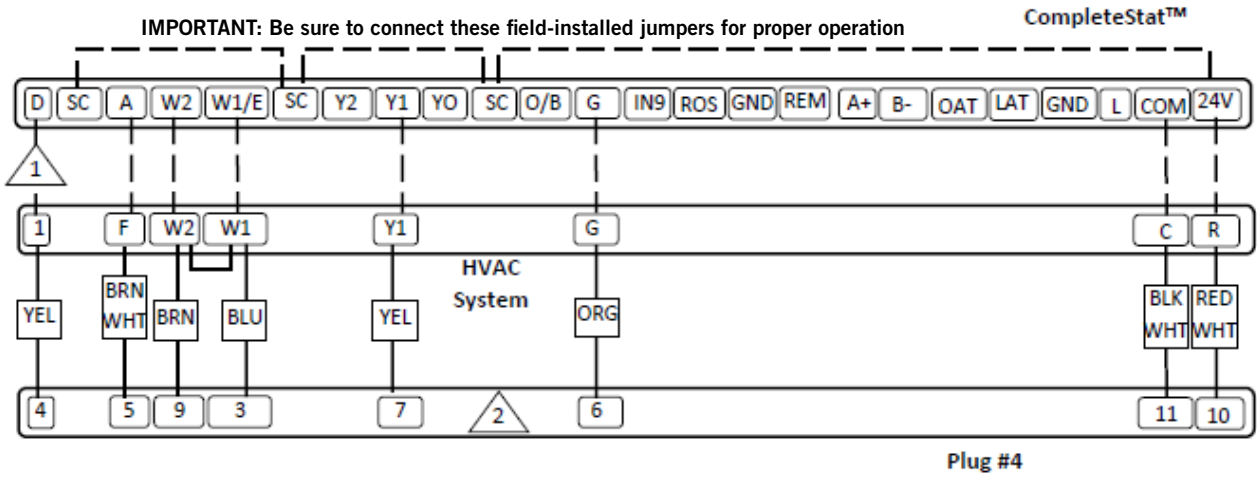 CompleteStat™
IMPORTANT: Be sure to connect these field-installed jumpers for proper operation
D SC A W2 W1/E SC Y2 Y1 YO SC O/B G IN9 ROS GND REM A+ B- OAT LAT GND L COM 24V
1
1 F W2 W1 Y1 G C R
HVAC
System
YEL
BRN
WHT
BRN
BLU
YEL
ORG
BLK
WHT
RED
WHT
4 5 9 3 7 2 6 11 10
Plug #4